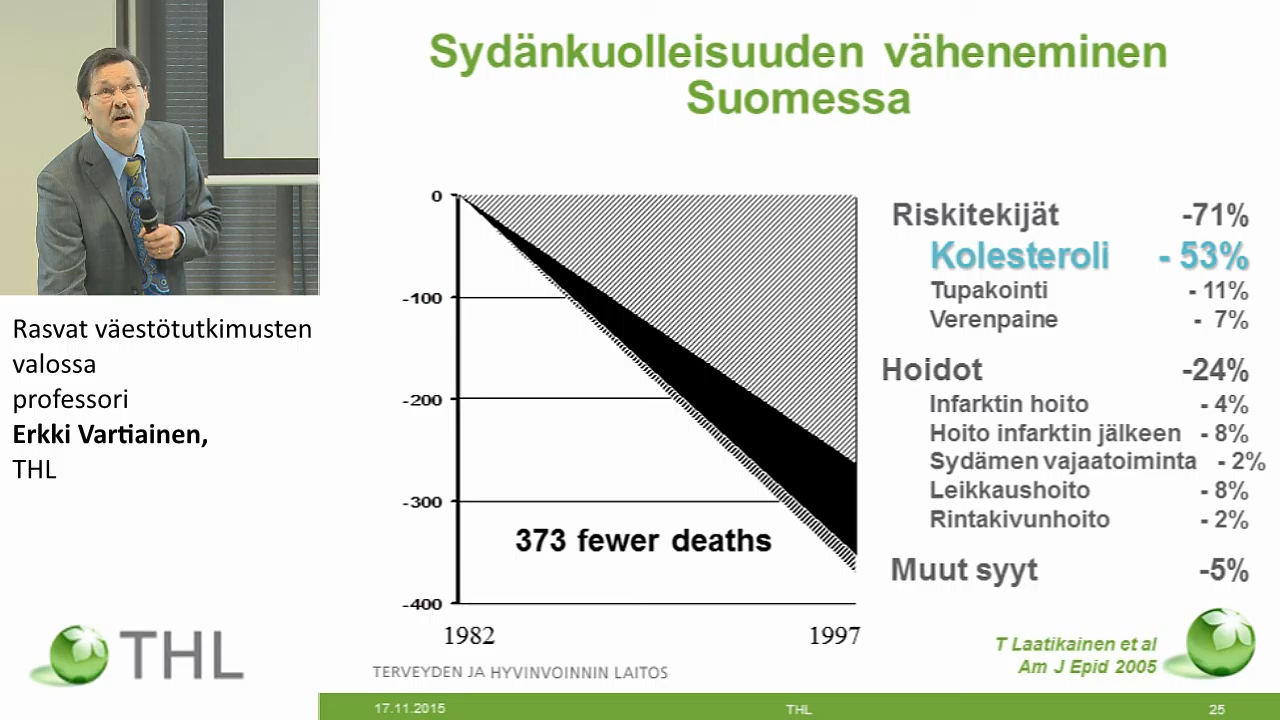 Sydänkuolleisuuden väheneminen
Suomessa
Rasvat väestötutkimusten
valossa
professori
Erkki Vartiainen,
THL
THL
0
-100
-200
-300
-400
373 fewer deaths
1982
1997
Riskitekijät -71%
Kolesteroli - 53%
Tupakointi - 11%
Verenpaine - 7%
Hoidot -24%
Infarktin hoito - 4%
Hoito infarktin jälkeen - 8%
Sydämen vajaatoiminta - 2%
Leikkaushoito - 8%
Rintakivunhoito - 2%
Muut syyt -5%
T Laatikainen et al
Am J Epid 2005
TERVEYDEN JA HYVINVOINNIN LAITOS
17.11.2015 THL 25